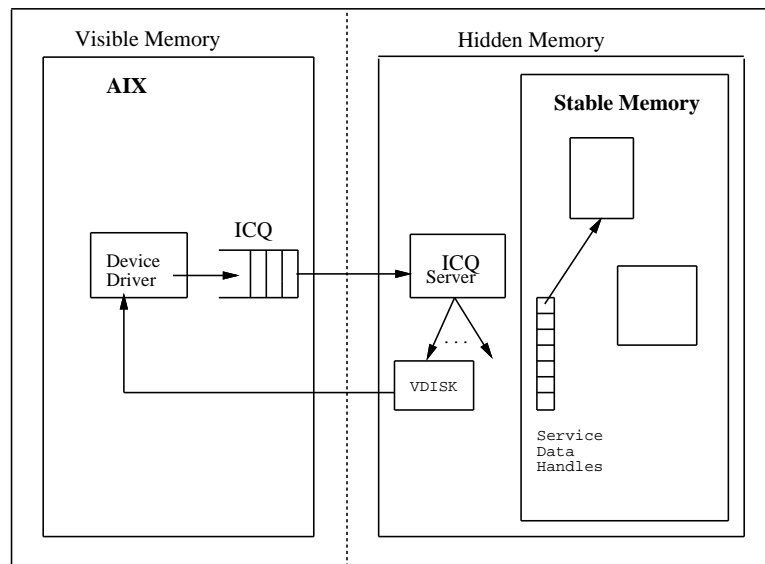 Visible Memory
Hidden Memory
AIX
Stable Memory
ICQ
Device
Driver
ICQ
Server
. . .
VDISK
Service
Data
Handles